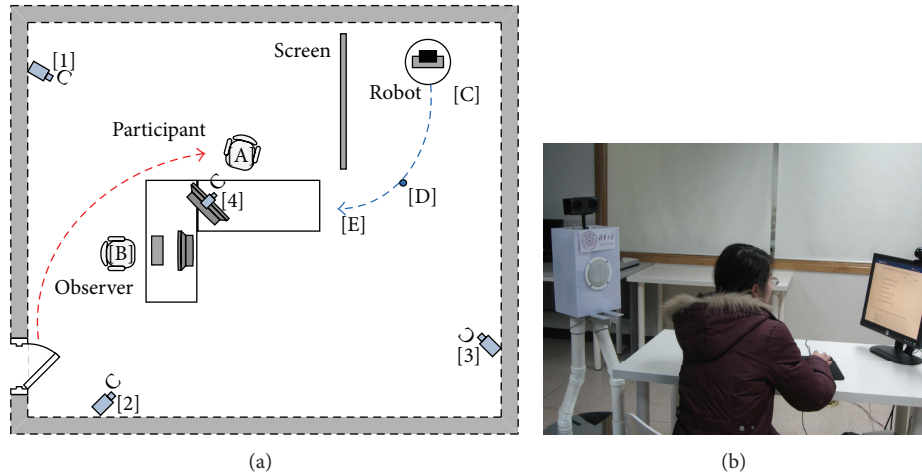 [1]
Screen
Robot
[C]
Participant
[A]
[D]
[4]
[E]
[B]
Observer
[3]
[2]
(a)
(b)